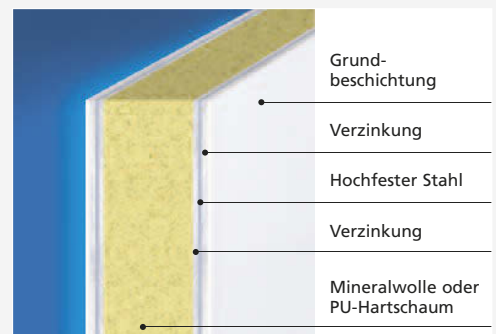 Grund-
beschichtung
Verzinkung
Hochfester Stahl
Verzinkung
Mineralwolle oder
PU-Hartschaum